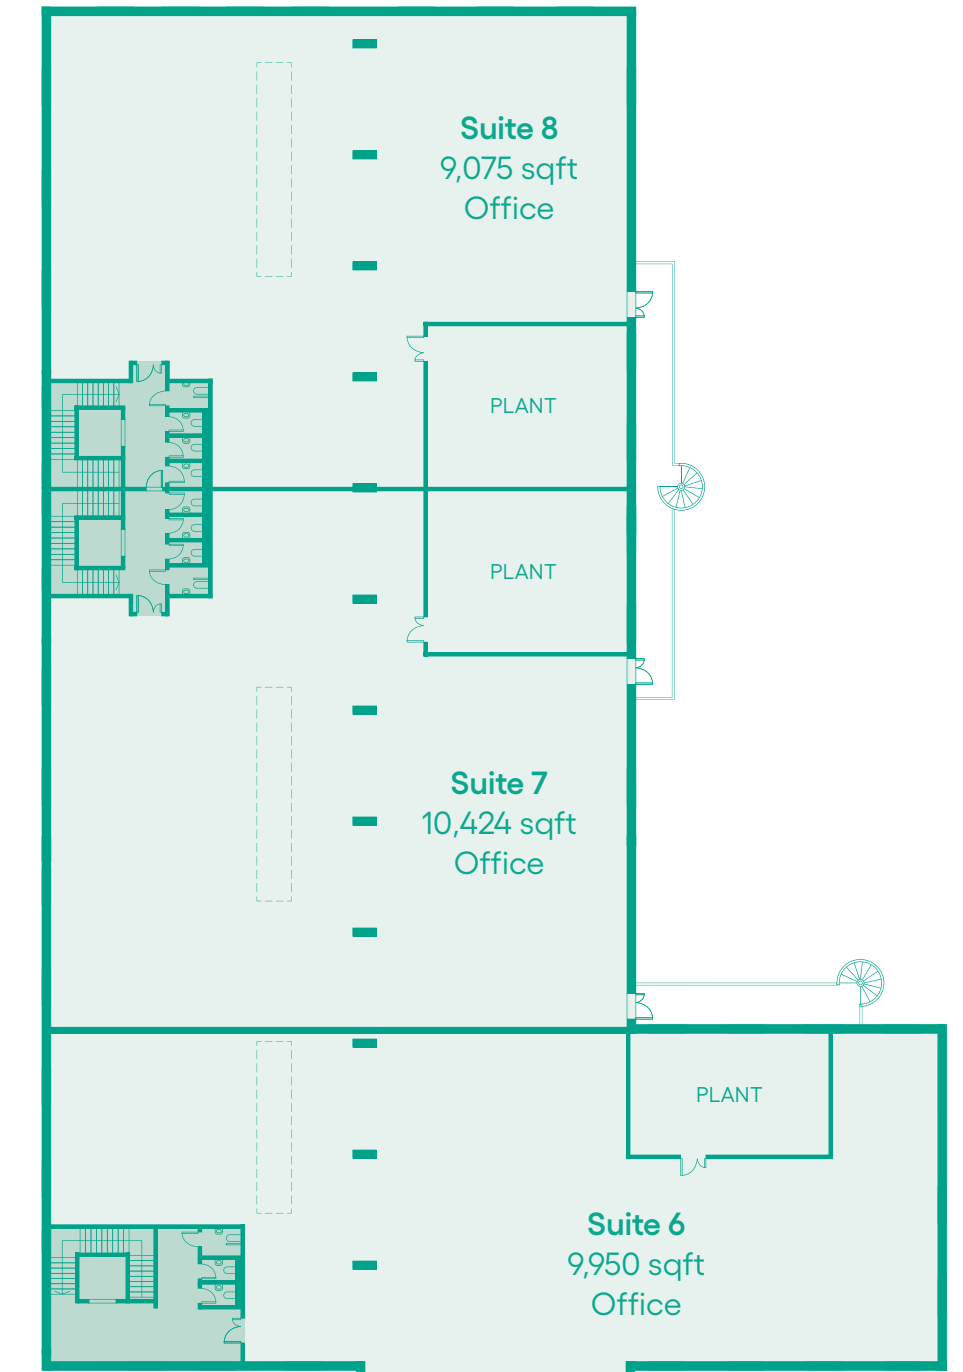 Suite 8
9,075 sqft
Office
PLANT
PLANT
Suite 7
10,424 sqft
Office
PLANT
Suite 6
9,950 sqft
Office